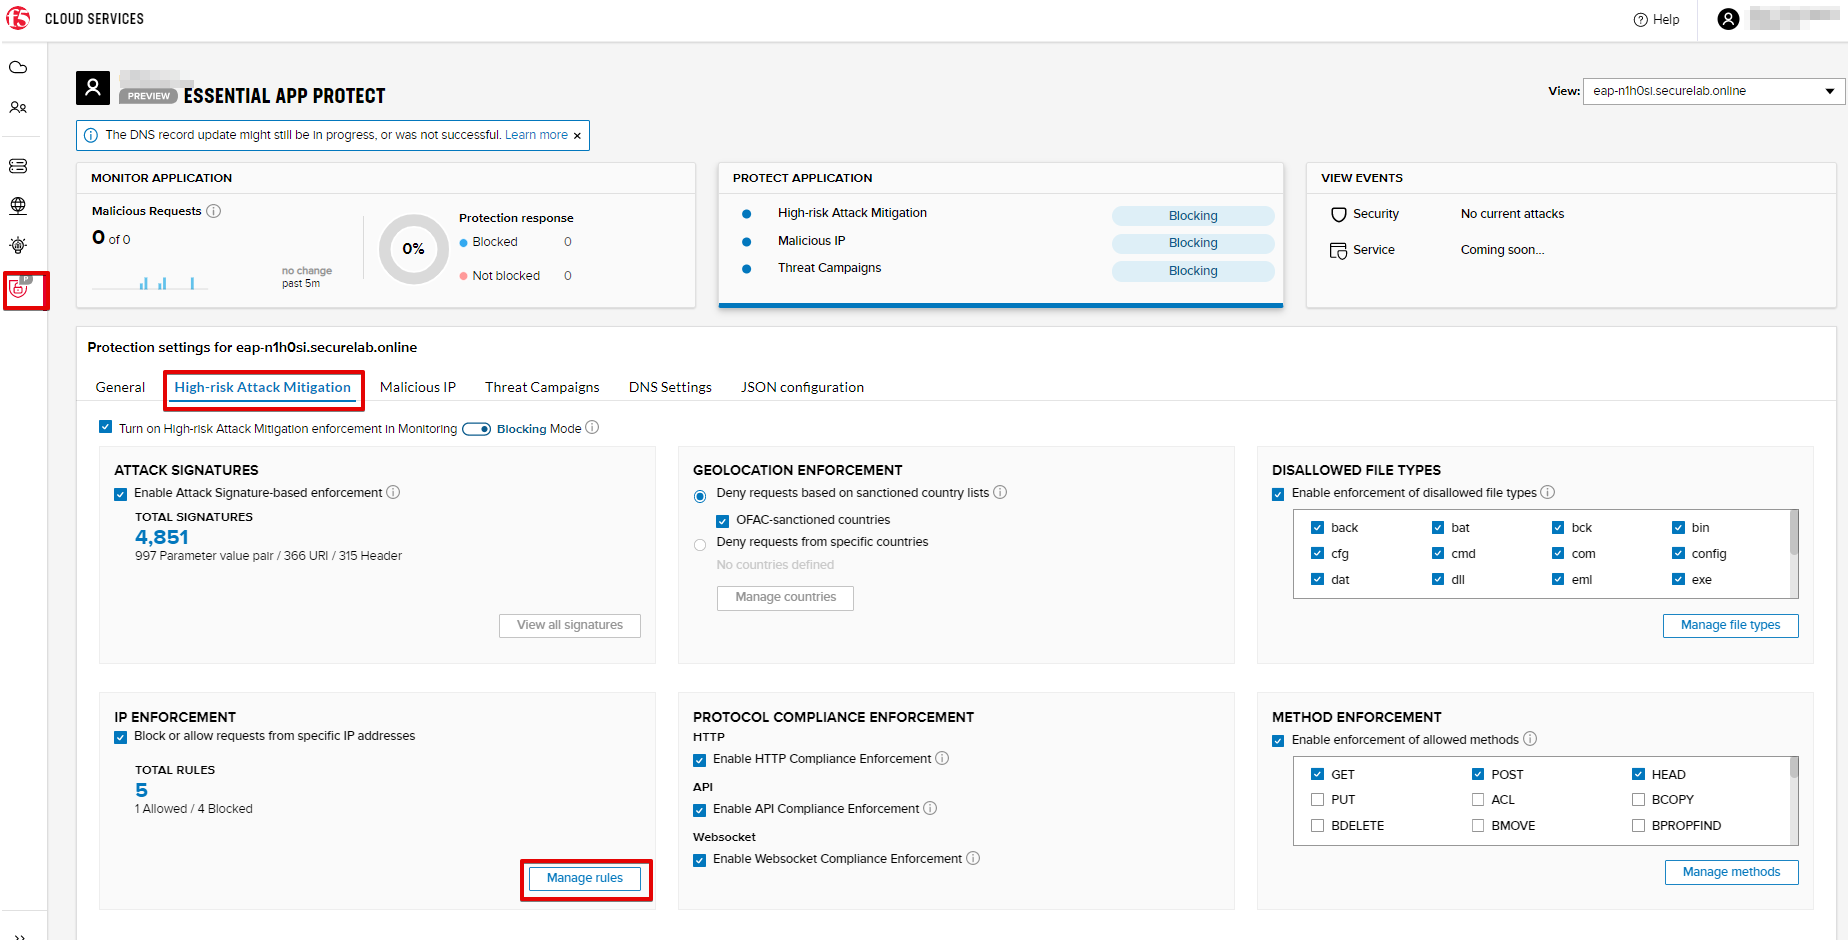 f5 CLOUD SERVICES
Help
PREVIEW ESSENTIAL APP PROTECT
View: eap-n1h0si.securelab.online
The DNS record update might still be in progress, or was not successful. Learn more ×
MONITOR APPLICATION
Malicious Requests
0 of 0
no change
past 5m
0%
Protection response
Blocked 0
Not blocked 0
PROTECT APPLICATION
High-risk Attack Mitigation Blocking
Malicious IP Blocking
Threat Campaigns Blocking
VIEW EVENTS
Security No current attacks
Service Coming soon...
P
Protection settings for eap-n1h0si.securelab.online
General High-risk Attack Mitigation Malicious IP Threat Campaigns DNS Settings JSON configuration
Turn on High-risk Attack Mitigation enforcement in Monitoring Blocking Mode
ATTACK SIGNATURES
Enable Attack Signature-based enforcement
TOTAL SIGNATURES
4,851
997 Parameter value pair / 366 URI / 315 Header
View all signatures
GEOLOCATION ENFORCEMENT
Deny requests based on sanctioned country lists
OFAC-sanctioned countries
Deny requests from specific countries
No countries defined
Manage countries
DISALLOWED FILE TYPES
Enable enforcement of disallowed file types
back bat bck bin
cfg cmd com config
dat dll eml exe
Manage file types
IP ENFORCEMENT
Block or allow requests from specific IP addresses
TOTAL RULES
5
1 Allowed / 4 Blocked
Manage rules
PROTOCOL COMPLIANCE ENFORCEMENT
HTTP
Enable HTTP Compliance Enforcement
API
Enable API Compliance Enforcement
Websocket
Enable Websocket Compliance Enforcement
METHOD ENFORCEMENT
Enable enforcement of allowed methods
GET POST HEAD
PUT ACL BCOPY
BDELETE BMOVE BPROPFIND
Manage methods